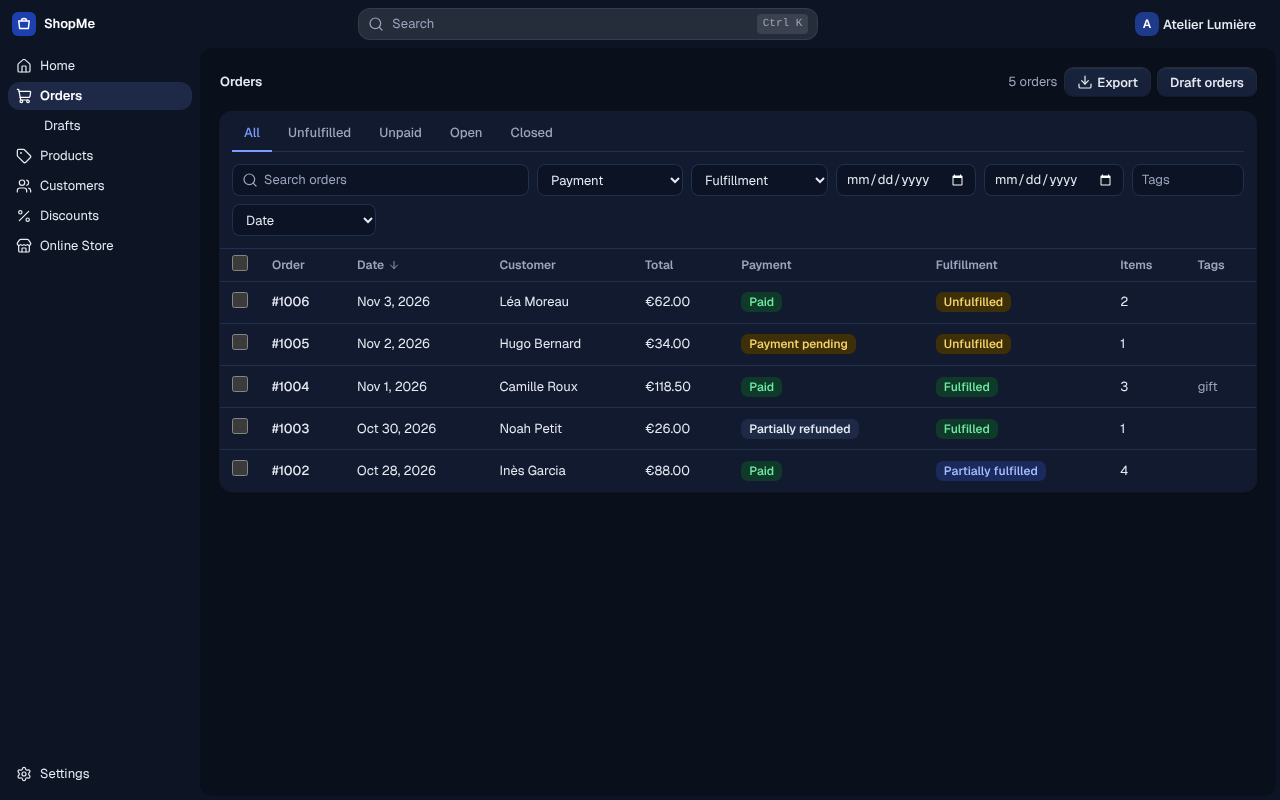 ShopMe
Search
Ctrl K
A Atelier Lumière
Home
Orders
Drafts
Products
Customers
Discounts
Online Store
Settings
Orders
5 orders Export Draft orders
All Unfulfilled Unpaid Open Closed
Search orders Payment Fulfillment mm/dd/yyyy mm/dd/yyyy Tags
Date
Order Date ↓ Customer Total Payment Fulfillment Items Tags
#1006 Nov 3, 2026 Léa Moreau €62.00 Paid Unfulfilled 2
#1005 Nov 2, 2026 Hugo Bernard €34.00 Payment pending Unfulfilled 1
#1004 Nov 1, 2026 Camille Roux €118.50 Paid Fulfilled 3 gift
#1003 Oct 30, 2026 Noah Petit €26.00 Partially refunded Fulfilled 1
#1002 Oct 28, 2026 Inès Garcia €88.00 Paid Partially fulfilled 4